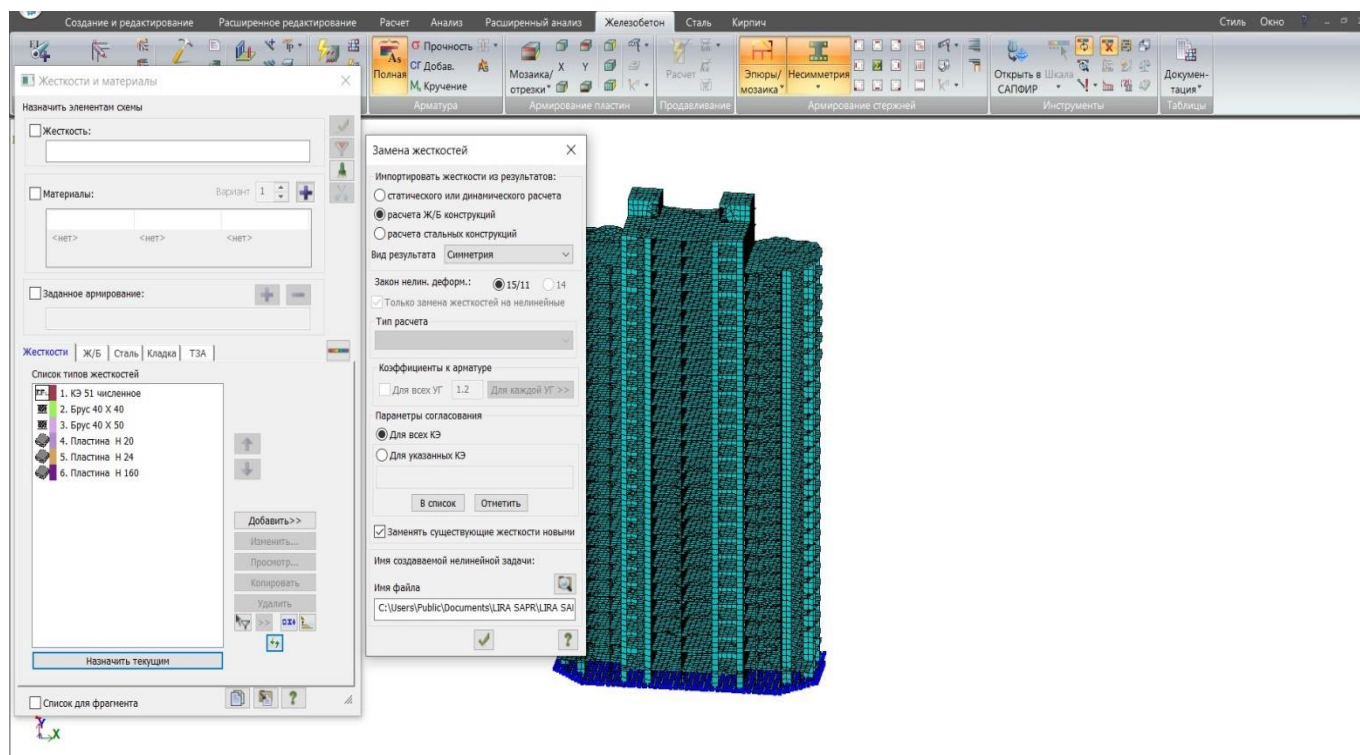 Создание и редактирование Расширенное редактирование Расчет Анализ Расширенный анализ Железобетон Сталь Кирпич Стиль Окно ?
As
Полная
σ Прочность
СГ Добав. As
Mк Кручение
Арматура
Мозаика/
отрезки
X Y
Армирование пластин
Расчет
Продавливание
Эпюры/
мозаика
Несимметрия
Армирование стержней
Открыть в
САПФИР
Шкала
Инструменты
Докумен-
тация
Таблицы
Жесткости и материалы
Назначить элементам схемы
Жесткость:
Материалы:
Вариант 1
<нет> <нет> <нет>
Заданное армирование:
Жесткости Ж/Б Сталь Кладка ТЗА
Список типов жесткостей
1. КЭ 51 численное
2. Брус 40 X 40
3. Брус 40 X 50
4. Пластина H 20
5. Пластина H 24
6. Пластина H 160
Добавить>>
Изменить...
Просмотр...
Копировать
Удалить
>>
Назначить текущим
Список для фрагмента
?
Замена жесткостей
Импортировать жесткости из результатов:
статического или динамического расчета
расчета Ж/Б конструкций
расчета стальных конструкций
Вид результата Симметрия
Закон нелин. деформ.: 15/11 14
Только замена жесткостей на нелинейные
Тип расчета
Коэффициенты к арматуре
Для всех УГ 1.2 Для каждой УГ >>
Параметры согласования
Для всех КЭ
Для указанных КЭ
В список Отметить
Заменять существующие жесткости новыми
Имя создаваемой нелинейной задачи:
Имя файла
C:\Users\Public\Documents\LIRA SAPR\LIRA SAI
?
Y
X